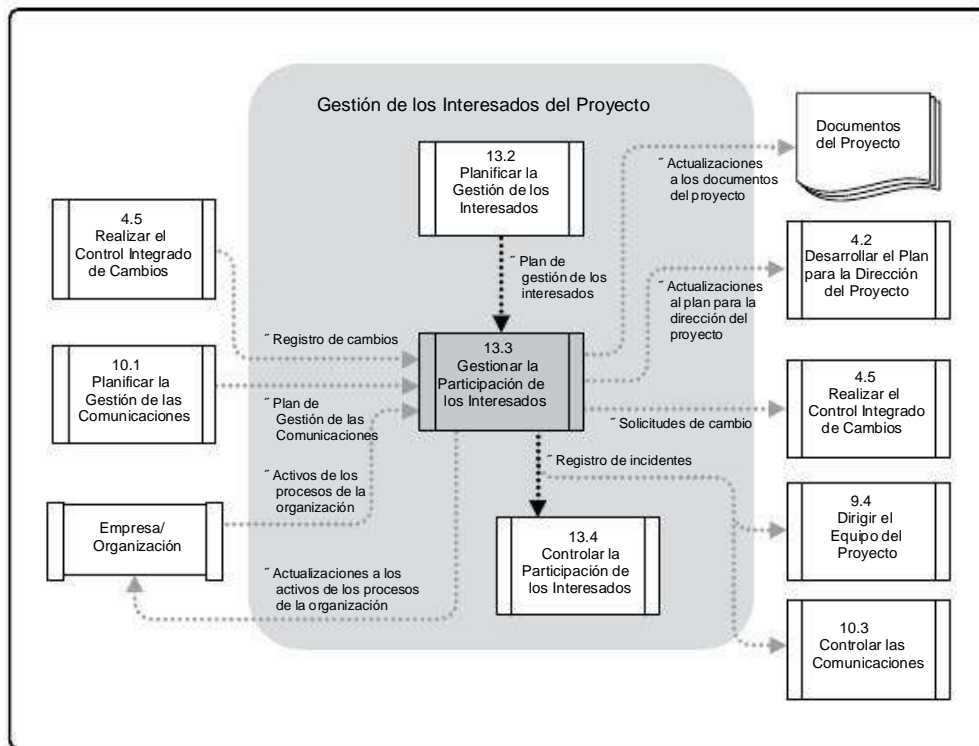 Gestión de los Interesados del Proyecto
13.2
Planificar la
Gestión de los
Interesados
Documentos
del Proyecto
˝ Actualizaciones
a los documentos
del proyecto
4.5
Realizar el
Control Integrado
de Cambios
4.2
Desarrollar el Plan
para la Dirección
del Proyecto
˝ Plan de
gestión de los
interesados
˝ Actualizaciones
al plan para la
dirección del
proyecto
˝ Registro de cambios
13.3
Gestionar la
Participación de
los Interesados
10.1
Planificar la
Gestión de las
Comunicaciones
4.5
Realizar el
Control Integrado
de Cambios
˝ Plan de
Gestión de las
Comunicaciones
˝ Solicitudes de cambio
˝ Registro de incidentes
˝ Activos de los
procesos de la
organización
Empresa/
Organización
9.4
Dirigir el
Equipo del
Proyecto
13.4
Controlar la
Participación de
los Interesados
˝ Actualizaciones a los
activos de los procesos
de la organización
10.3
Controlar las
Comunicaciones